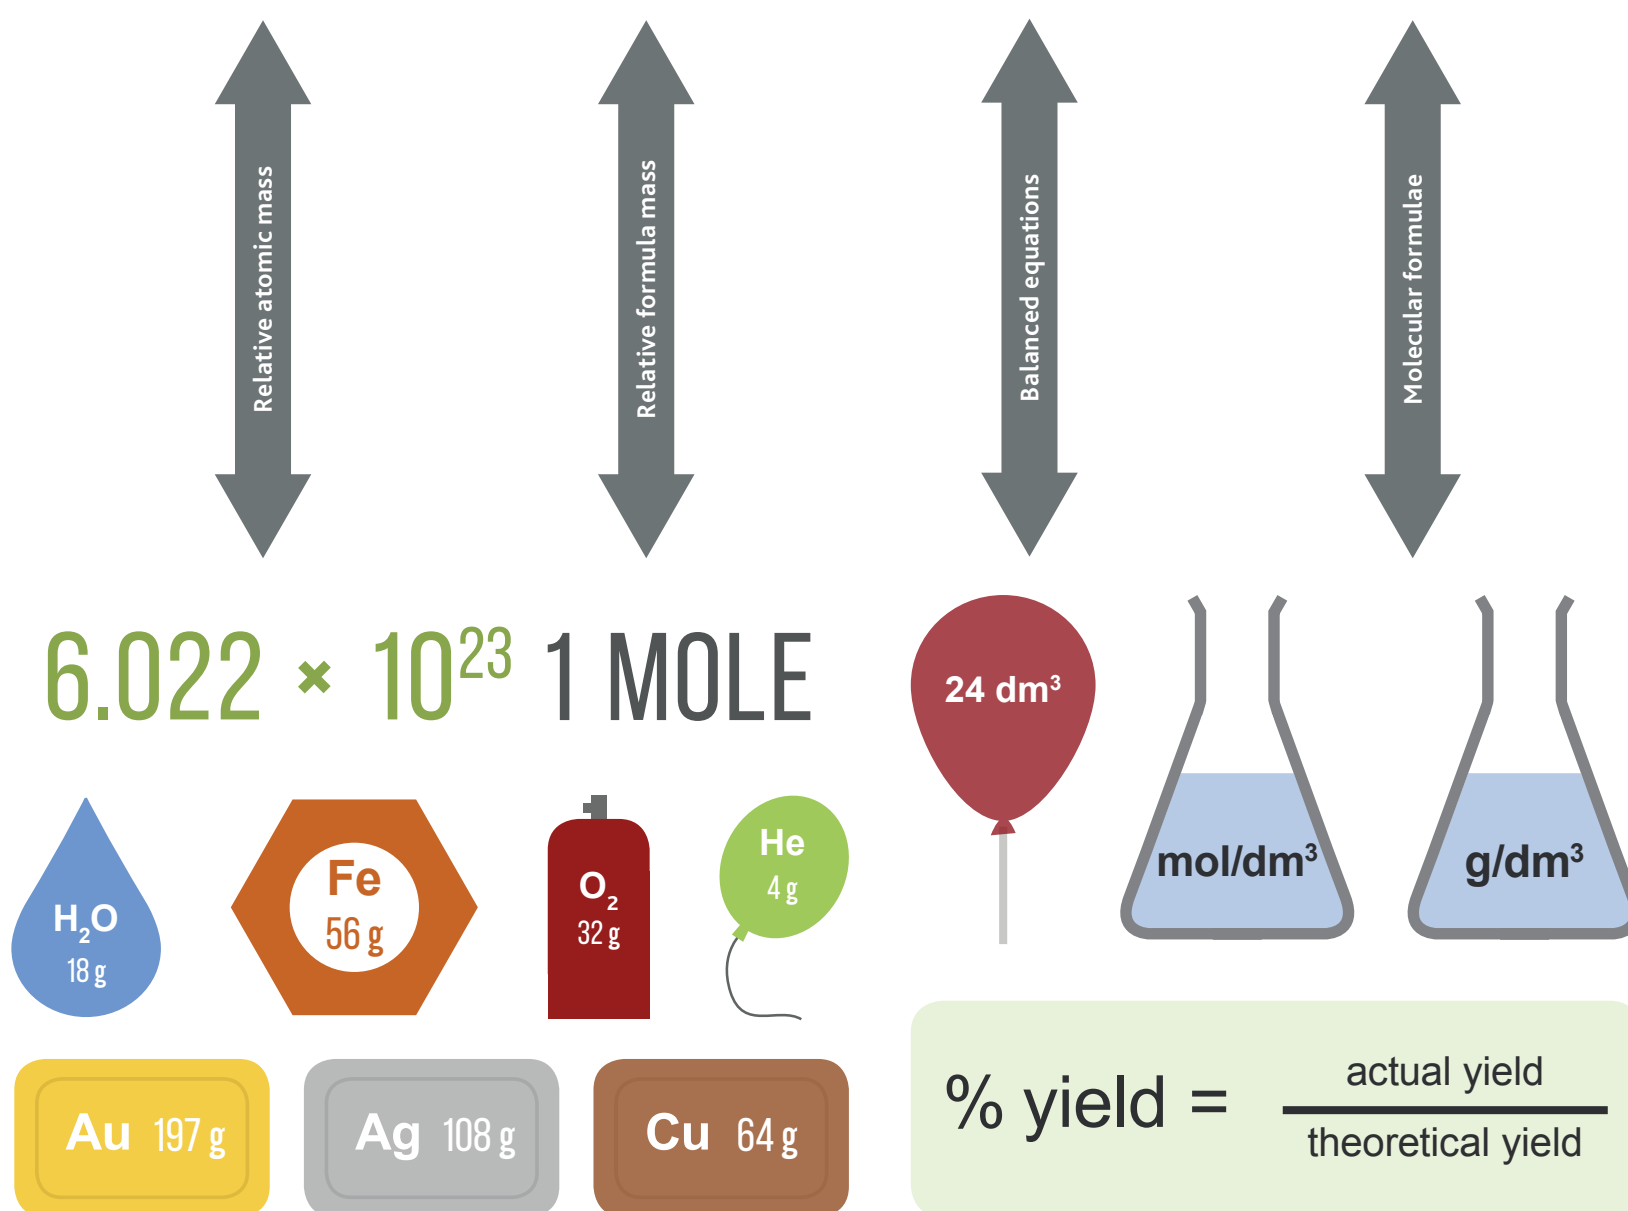 Relative atomic mass
Relative formula mass
Balanced equations
Molecular formulae
6.022 × 10²³ 1 MOLE
24 dm³
mol/dm³
g/dm³
H₂O
18 g
Fe
56 g
O₂
32 g
He
4 g
Au 197 g
Ag 108 g
Cu 64 g
% yield = actual yield
theoretical yield